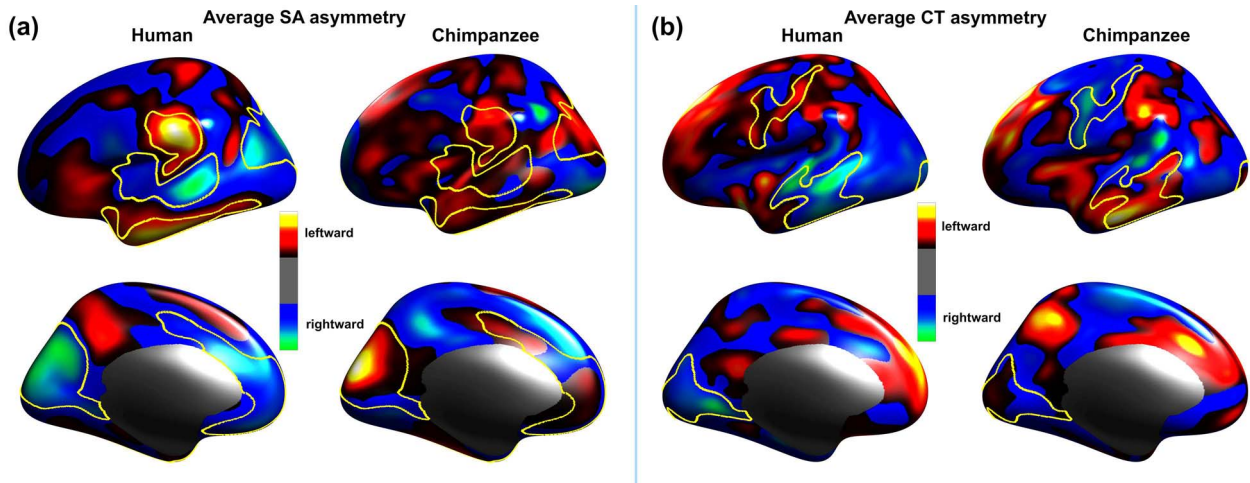 (a)
Average SA asymmetry
Human
Chimpanzee
leftward
rightward
(b)
Average CT asymmetry
Human
Chimpanzee
leftward
rightward